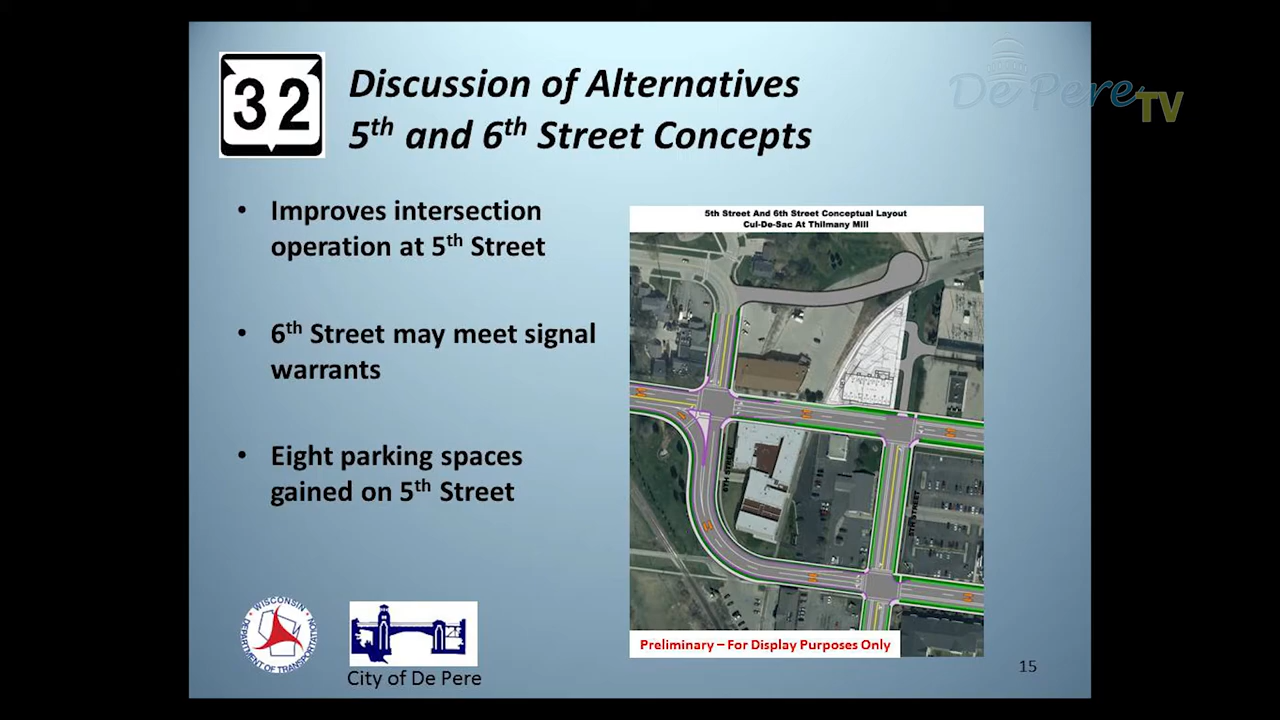 De Pere TV
32
Discussion of Alternatives
5th and 6th Street Concepts
• Improves intersection
operation at 5th Street
• 6th Street may meet signal
warrants
• Eight parking spaces
gained on 5th Street
5th Street And 6th Street Conceptual Layout
Cul-De-Sac At Thilmany Mill
6TH STREET
5TH STREET
Preliminary – For Display Purposes Only
WISCONSIN
DEPARTMENT OF TRANSPORTATION
City of De Pere
15